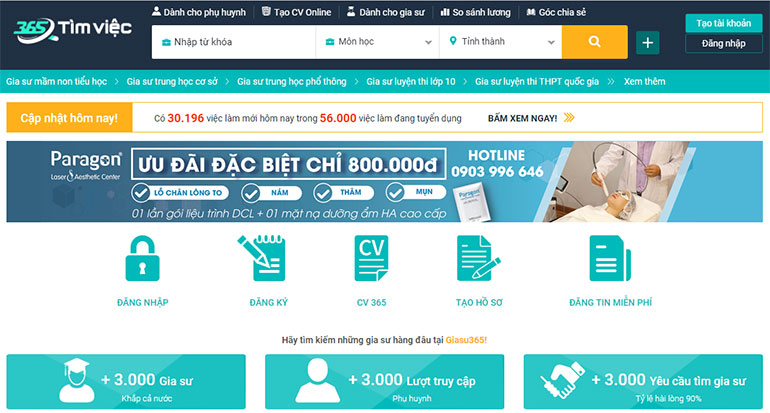 Dành cho phụ huynh | Tạo CV Online | Dành cho gia sư | So sánh lương | Góc chia sẻ
365 Tìm việc
Nhập từ khóa
Môn học
Tỉnh thành
Tạo tài khoản
Đăng nhập
Gia sư mầm non tiểu học > Gia sư trung học cơ sở > Gia sư trung học phổ thông > Gia sư luyện thi lớp 10 > Gia sư luyện thi THPT quốc gia >> Xem thêm
Cập nhật hôm nay!
Có 30.196 việc làm mới hôm nay trong 56.000 việc làm đang tuyển dụng
BẤM XEM NGAY!
Paragon®
Laser & Aesthetic Center
ƯU ĐÃI ĐẶC BIỆT CHỈ 800.000đ
LỖ CHÂN LÔNG TO
NÁM
THÂM
MỤN
01 lần gói liệu trình DCL + 01 mặt nạ dưỡng ẩm HA cao cấp
HOTLINE
0903 996 646
Paragon
CV
ĐĂNG NHẬP
ĐĂNG KÝ
CV 365
TẠO HỒ SƠ
ĐĂNG TIN MIỄN PHÍ
Hãy tìm kiếm những gia sư hàng đầu tại Giasu365!
+ 3.000 Gia sư
Khắp cả nước
+ 3.000 Lượt truy cập
Phụ huynh
+ 3.000 Yêu cầu tìm gia sư
Tỷ lệ hài lòng 90%